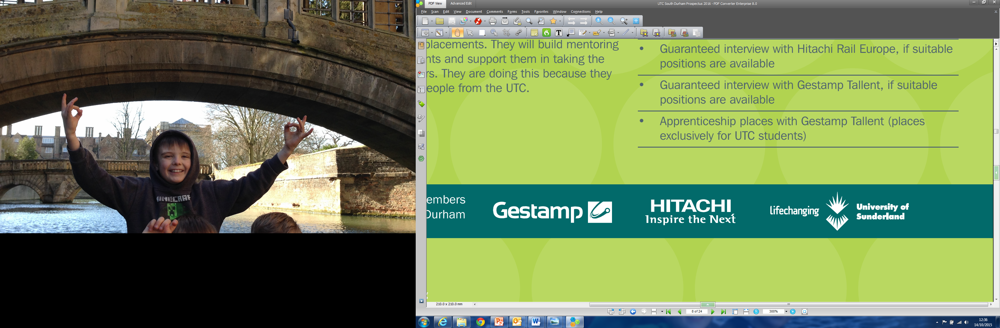 MINECRAF
PDF View
Advanced Edit
UTC South Durham Prospectus 2016 - PDF Converter Enterprise 8.0
File Scan Edit View Document Comments Forms Tools Favorites Window Connections Help
placements. They will build mentoring
nts and support them in taking the
rs. They are doing this because they
eople from the UTC.
• Guaranteed interview with Hitachi Rail Europe, if suitable
positions are available
• Guaranteed interview with Gestamp Tallent, if suitable
positions are available
• Apprenticeship places with Gestamp Tallent (places
exclusively for UTC students)
embers
Durham
Gestamp
HITACHI
Inspire the Next
lifechanging
University of
Sunderland
210.0 x 210.0 mm
8 of 24
300%
12:36
14/10/2015